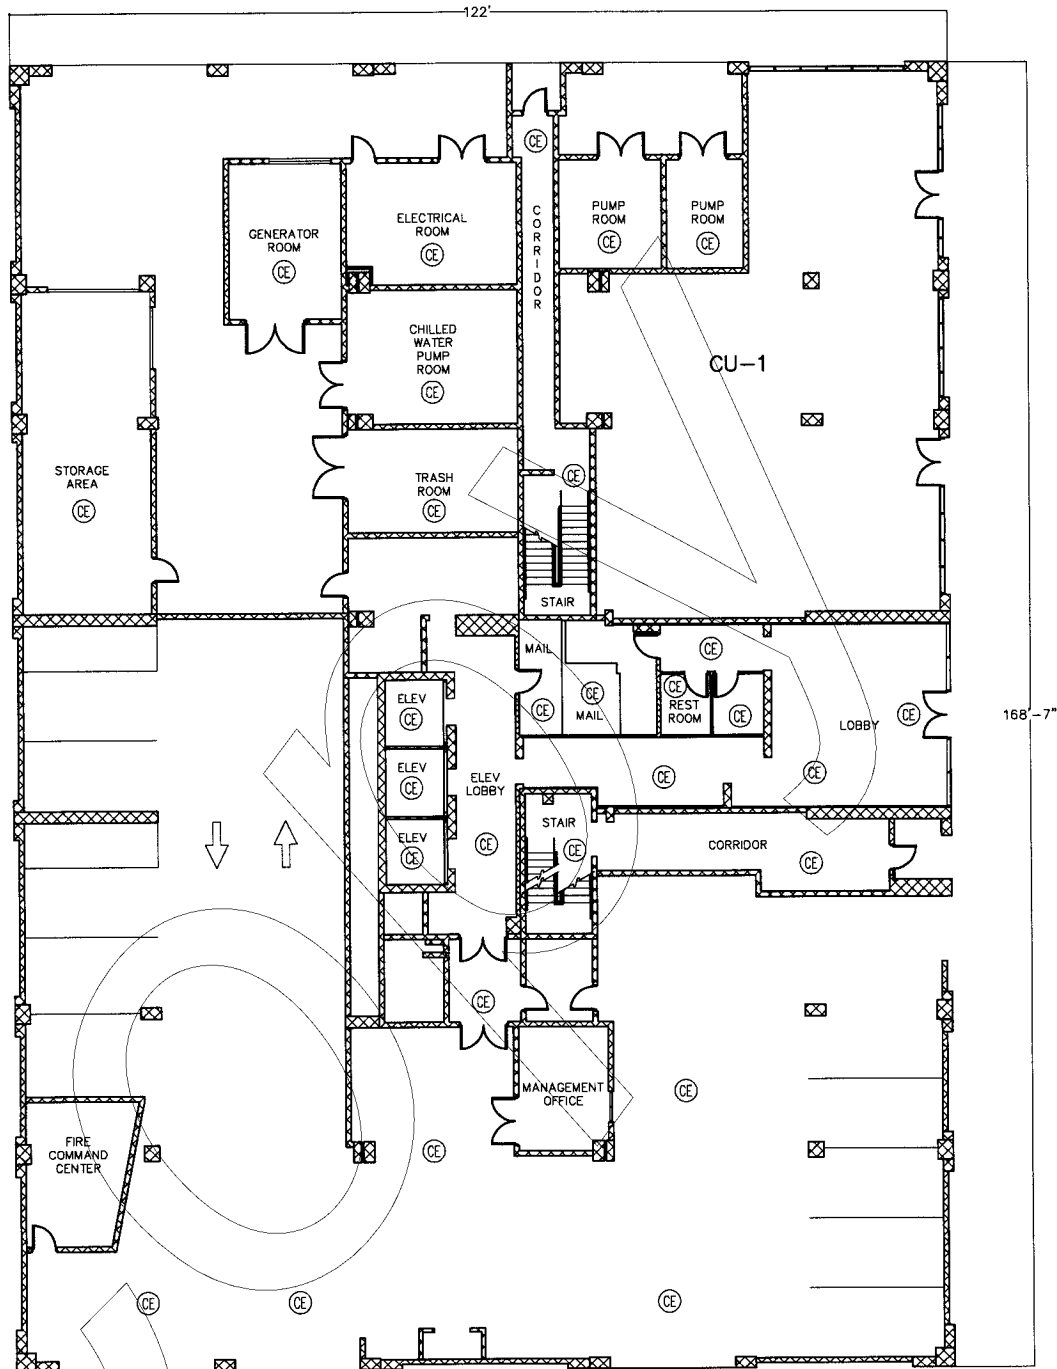 122'
CE
PUMP
ROOM
CE
PUMP
ROOM
CE
ELECTRICAL
ROOM
CE
GENERATOR
ROOM
CE
CORRIDOR
CHILLED
WATER
PUMP
ROOM
CE
CU-1
STORAGE
AREA
CE
TRASH
ROOM
CE
CE
STAIR
MAIL
CE
CE
MAIL
CE
CE
REST
ROOM
CE
LOBBY
CE
168'-7"
ELEV
CE
ELEV
CE
ELEV
CE
ELEV
LOBBY
CE
CE
CE
STAIR
CE
CORRIDOR
CE
CE
MANAGEMENT
OFFICE
CE
CE
FIRE
COMMAND
CENTER
CE
CE
CE